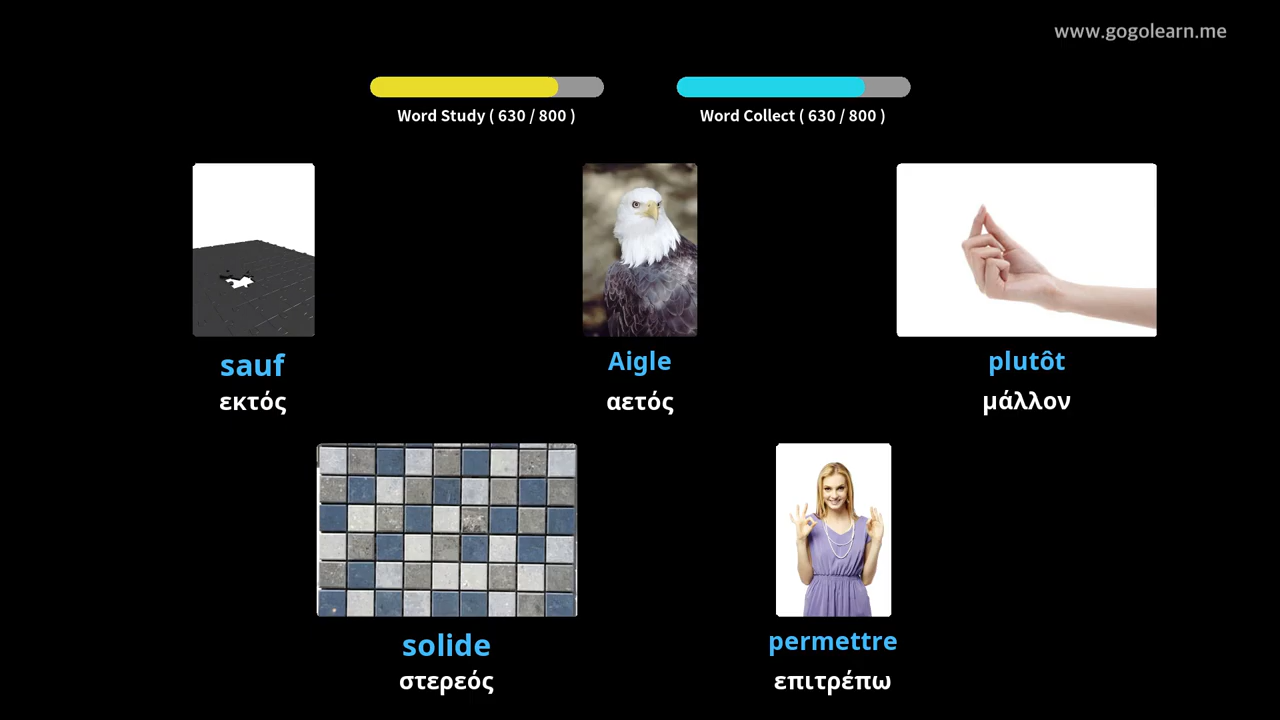 www.gogolearn.me
Word Study ( 630 / 800 )
Word Collect ( 630 / 800 )
sauf
εκτός
Aigle
αετός
plutôt
μάλλον
solide
στερεός
permettre
επιτρέπω